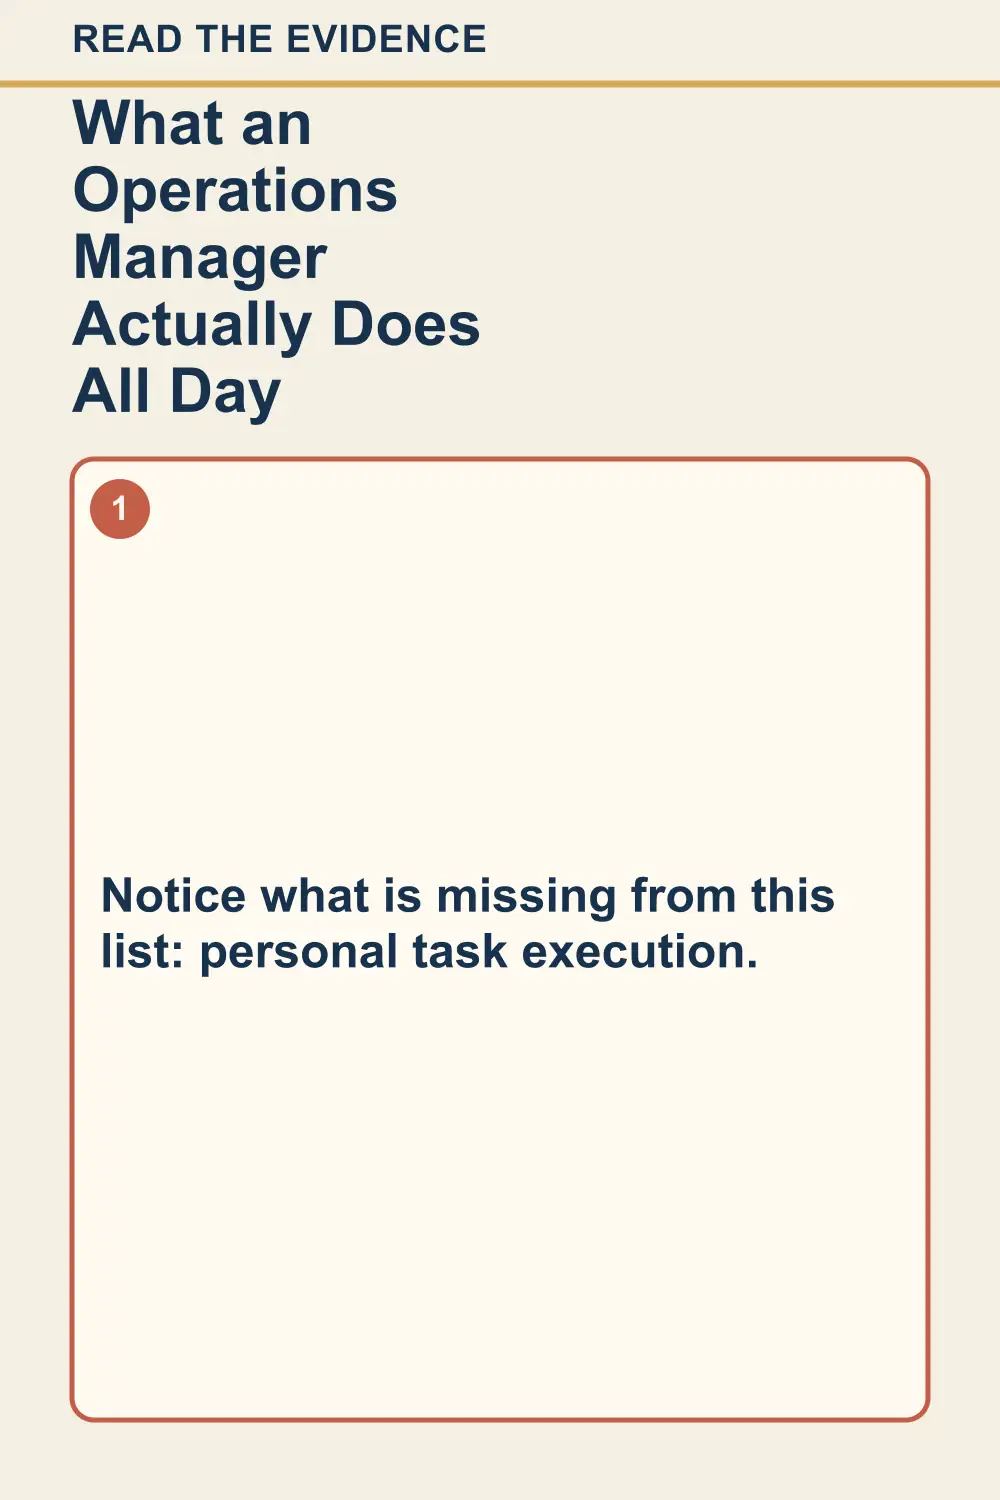 READ THE EVIDENCE
What an
Operations
Manager
Actually Does
All Day
1
Notice what is missing from this
list: personal task execution.